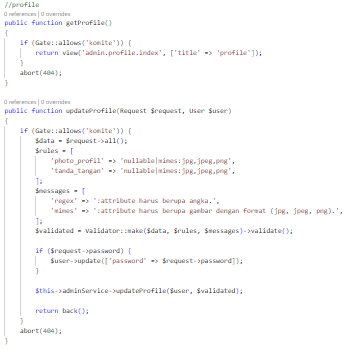 //profile
0 references | 0 overrides
public function getProfile()
{
if (Gate::allows('komite')) {
return view('admin.profile.index', ['title' => 'profile']);
}
abort(404);
}
0 references | 0 overrides
public function updateProfile(Request $request, User $user)
{
if (Gate::allows('komite')) {
$data = $request->all();
$rules = [
'photo_profil' => 'nullable|mimes:jpg,jpeg,png',
'tanda_tangan' => 'nullable|mimes:jpg,jpeg,png',
];
$messages = [
'regex' => ':attribute harus berupa angka.',
'mimes' => ':attribute harus berupa gambar dengan format (jpg, jpeg, png).',
];
$validated = Validator::make($data, $rules, $messages)->validate();
if ($request->password) {
$user->update(['password' => $request->password]);
}
$this->adminService->updateProfile($user, $validated);
return back();
}
abort(404);
}